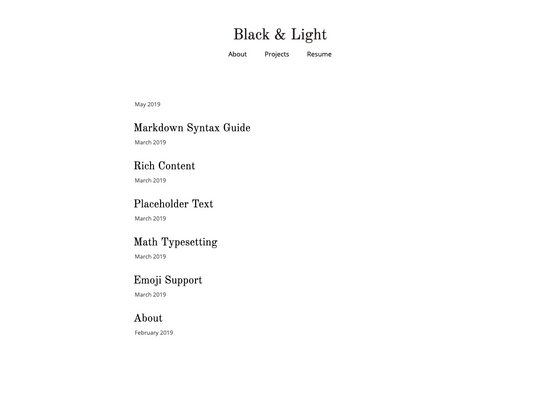 Black & Light
About Projects Resume
May 2019
Markdown Syntax Guide
March 2019
Rich Content
March 2019
Placeholder Text
March 2019
Math Typesetting
March 2019
Emoji Support
March 2019
About
February 2019